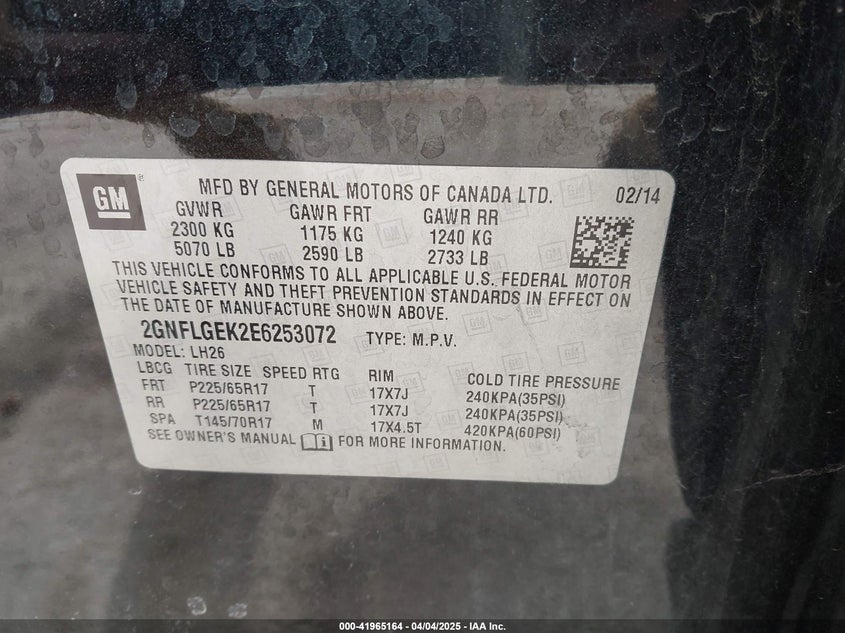 GM ®
MFD BY GENERAL MOTORS OF CANADA LTD. 02/14
GVWR GAWR FRT GAWR RR
2300 KG 1175 KG 1240 KG
5070 LB 2590 LB 2733 LB
THIS VEHICLE CONFORMS TO ALL APPLICABLE U.S. FEDERAL MOTOR
VEHICLE SAFETY AND THEFT PREVENTION STANDARDS IN EFFECT ON
THE DATE OF MANUFACTURE SHOWN ABOVE.
2GNFLGEK2E6253072 TYPE: M.P.V.
MODEL: LH26
LBCG TIRE SIZE SPEED RTG RIM COLD TIRE PRESSURE
FRT P225/65R17 T 17X7J 240KPA(35PSI)
RR P225/65R17 T 17X7J 240KPA(35PSI)
SPA T145/70R17 M 17X4.5T 420KPA(60PSI)
SEE OWNER'S MANUAL i FOR MORE INFORMATION.
000-41965164 - 04/04/2025 - IAA Inc.